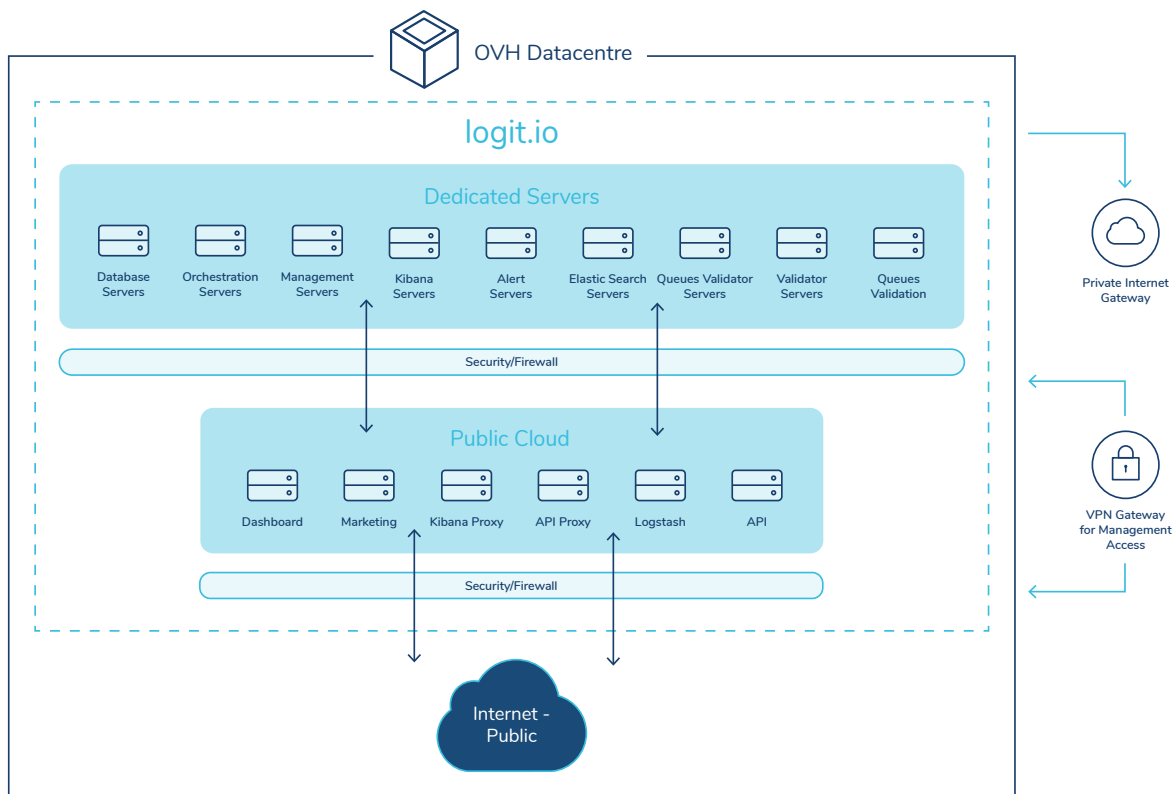 OVH Datacentre
logit.io
Dedicated Servers
Database
Servers
Orchestration
Servers
Management
Servers
Kibana
Servers
Alert
Servers
Elastic Search
Servers
Queues Validator
Servers
Validator
Servers
Queues
Validation
Private Internet
Gateway
Security/Firewall
Public Cloud
Dashboard
Marketing
Kibana Proxy
API Proxy
Logstash
API
VPN Gateway
for Management
Access
Security/Firewall
Internet -
Public